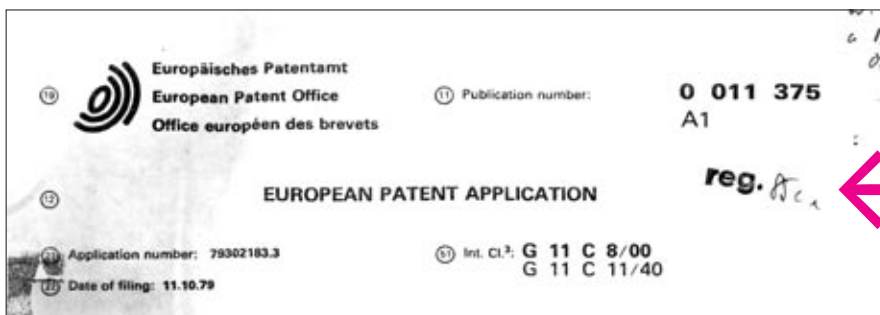 (19) Europäisches Patentamt
European Patent Office
Office européen des brevets
(11) Publication number: 0 011 375
A1
(12) EUROPEAN PATENT APPLICATION
reg.
(21) Application number: 79302183.3
(51) Int. Cl.³: G 11 C 8/00
G 11 C 11/40
(22) Date of filing: 11.10.79